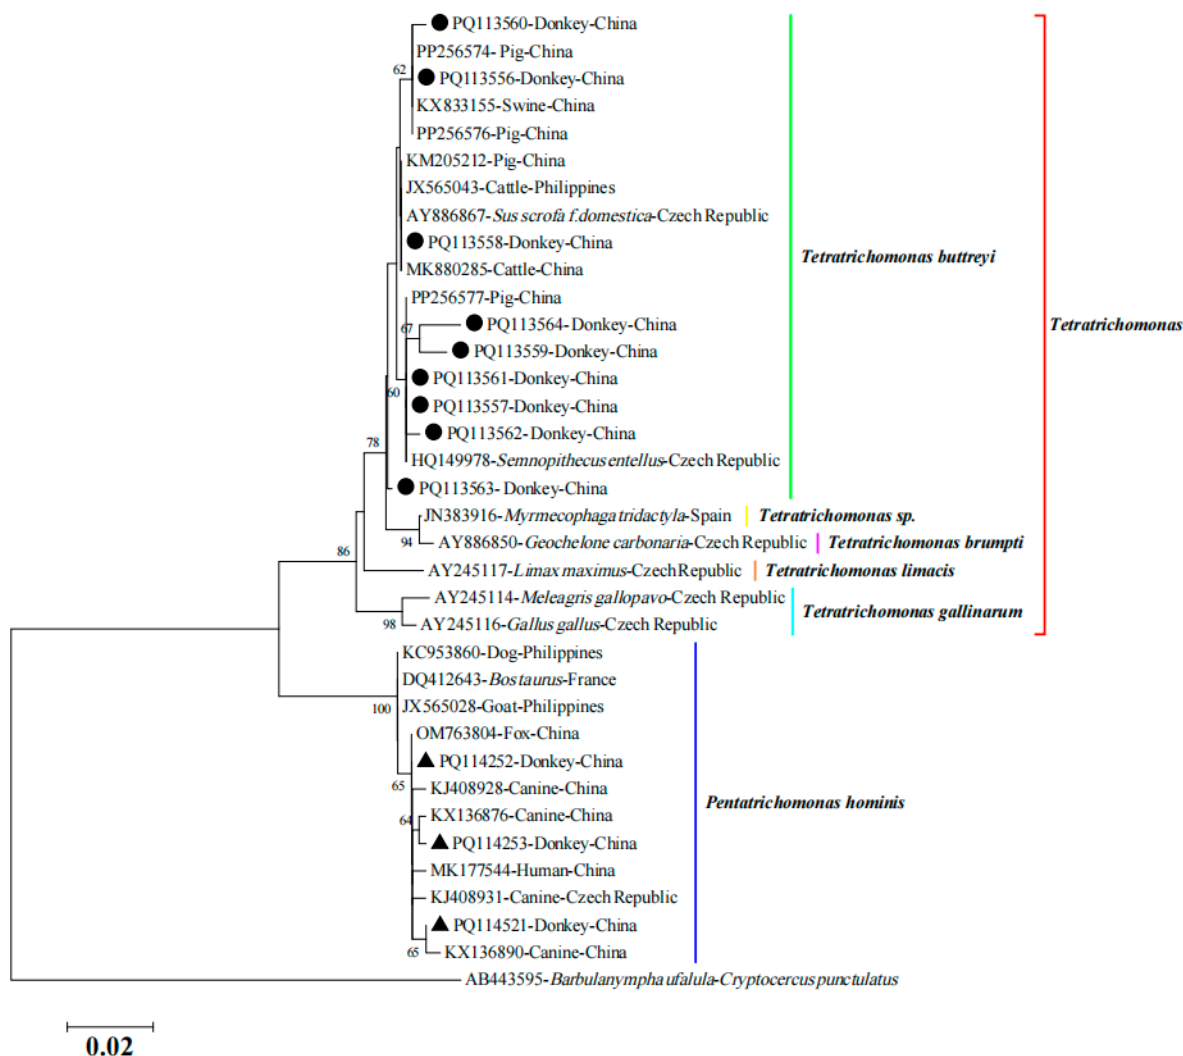 PQ113560-Donkey-China
PP256574- Pig-China
62
PQ113556-Donkey-China
KX833155-Swine-China
PP256576-Pig-China
KM205212-Pig-China
JX565043-Cattle-Philippines
AY886867-Sus scrofa f.domestica-Czech Republic
PQ113558-Donkey-China
Tetratrichomonas buttreyi
MK880285-Cattle-China
PP256577-Pig-China
67
PQ113564- Donkey-China
Tetratrichomonas
PQ113559-Donkey-China
PQ113561-Donkey-China
60
PQ113557-Donkey-China
PQ113562-Donkey-China
78
HQ149978-Semnopithecus entellus-Czech Republic
PQ113563- Donkey-China
JN383916-Myrmecophaga tridactyla-Spain
Tetratrichomonas sp.
94
AY886850-Geochelone carbonaria-Czech Republic
Tetratrichomonas brumpti
86
AY245117-Limax maximus-Czech Republic
Tetratrichomonas limacis
AY245114-Meleagris gallopavo-Czech Republic
Tetratrichomonas gallinarum
98
AY245116-Gallus gallus-Czech Republic
KC953860-Dog-Philippines
DQ412643-Bos taurus-France
100
JX565028-Goat-Philippines
OM763804-Fox-China
PQ114252-Donkey-China
65
KJ408928-Canine-China
Pentatrichomonas hominis
64
KX136876-Canine-China
PQ114253-Donkey-China
MK177544-Human-China
KJ408931-Canine-Czech Republic
PQ114521-Donkey-China
65
KX136890-Canine-China
AB443595-Barbulanympha ufalula-Cryptocercus punctulatus
0.02